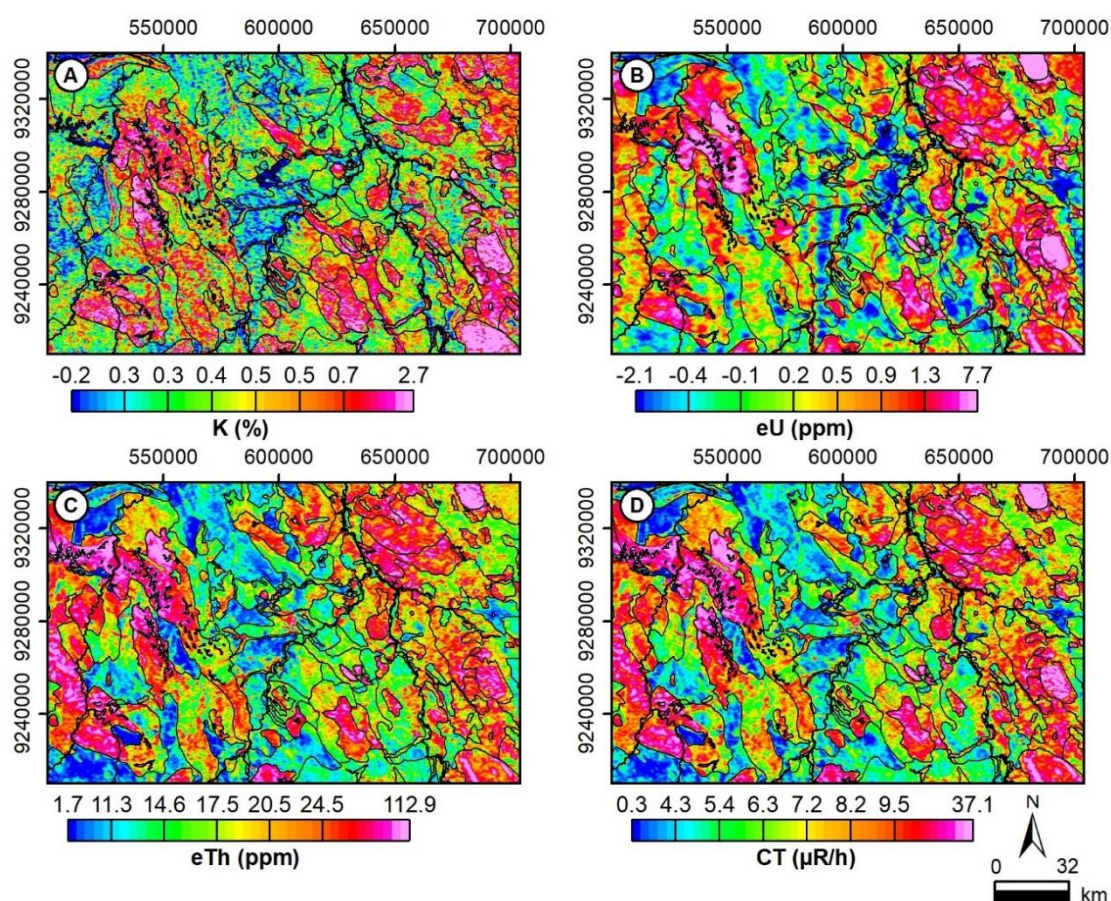 550000 600000 650000 700000 550000 600000 650000 700000
A B
9320000 9320000
9280000 9280000
9240000 9240000
-0.2 0.3 0.3 0.4 0.5 0.5 0.7 2.7 -2.1 -0.4 -0.1 0.2 0.5 0.9 1.3 7.7
K (%) eU (ppm)
550000 600000 650000 700000 550000 600000 650000 700000
C D
9320000 9320000
9280000 9280000
9240000 9240000
1.7 11.3 14.6 17.5 20.5 24.5 112.9 0.3 4.3 5.4 6.3 7.2 8.2 9.5 37.1
eTh (ppm) CT (µR/h)
N
0 32
km